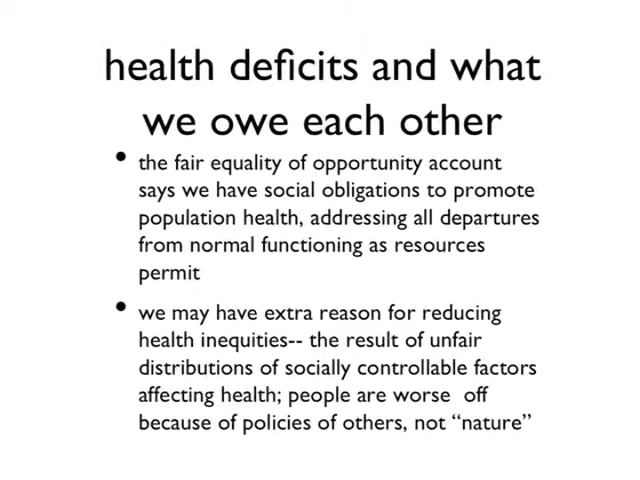 health deficits and what
we owe each other
• the fair equality of opportunity account
says we have social obligations to promote
population health, addressing all departures
from normal functioning as resources
permit
• we may have extra reason for reducing
health inequities-- the result of unfair
distributions of socially controllable factors
affecting health; people are worse off
because of policies of others, not “nature”